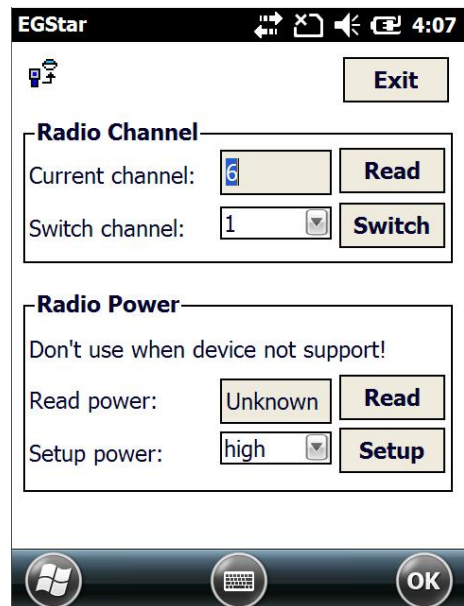 EGStar 4:07
Exit
Radio Channel
Current channel: 6 Read
Switch channel: 1 Switch
Radio Power
Don't use when device not support!
Read power: Unknown Read
Setup power: high Setup
OK